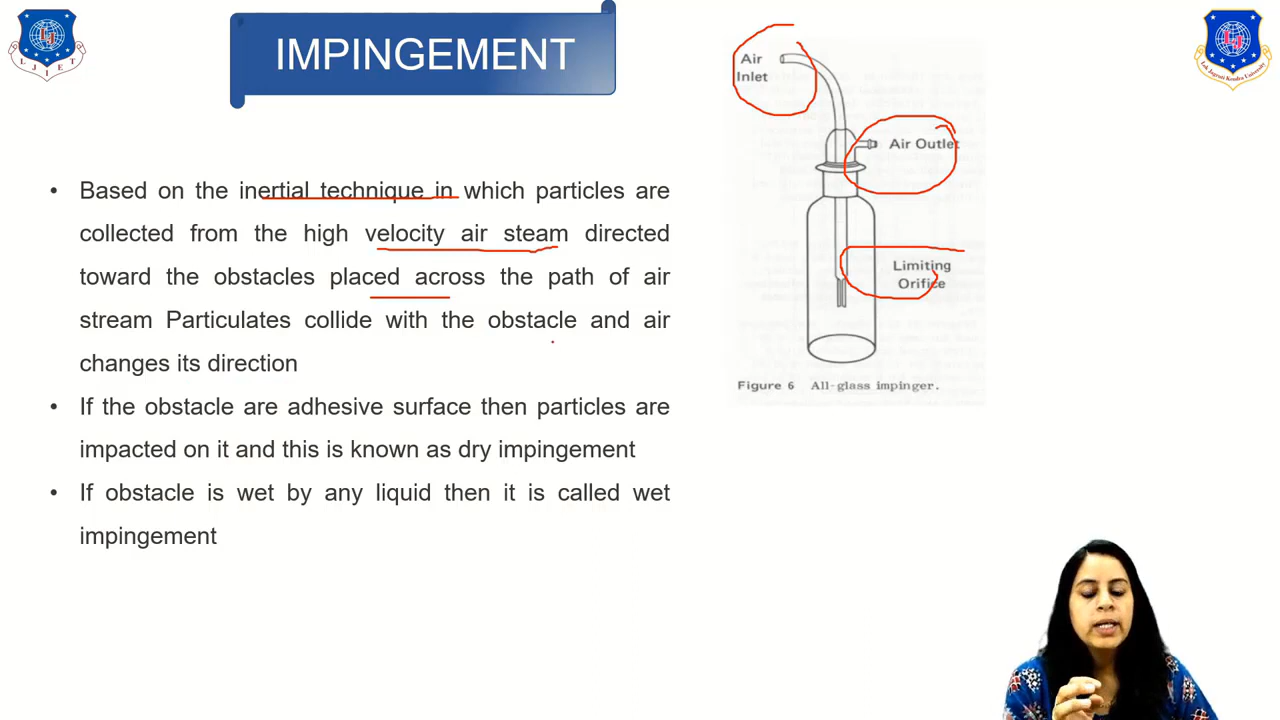 IMPINGEMENT
L J I E T
Lok Jagruti Kendra University
Based on the inertial technique in which particles are
collected from the high velocity air steam directed
toward the obstacles placed across the path of air
stream Particulates collide with the obstacle and air
changes its direction
If the obstacle are adhesive surface then particles are
impacted on it and this is known as dry impingement
If obstacle is wet by any liquid then it is called wet
impingement
Air
Inlet
Air Outlet
Limiting
Orifice
Figure 6 All-glass impinger.